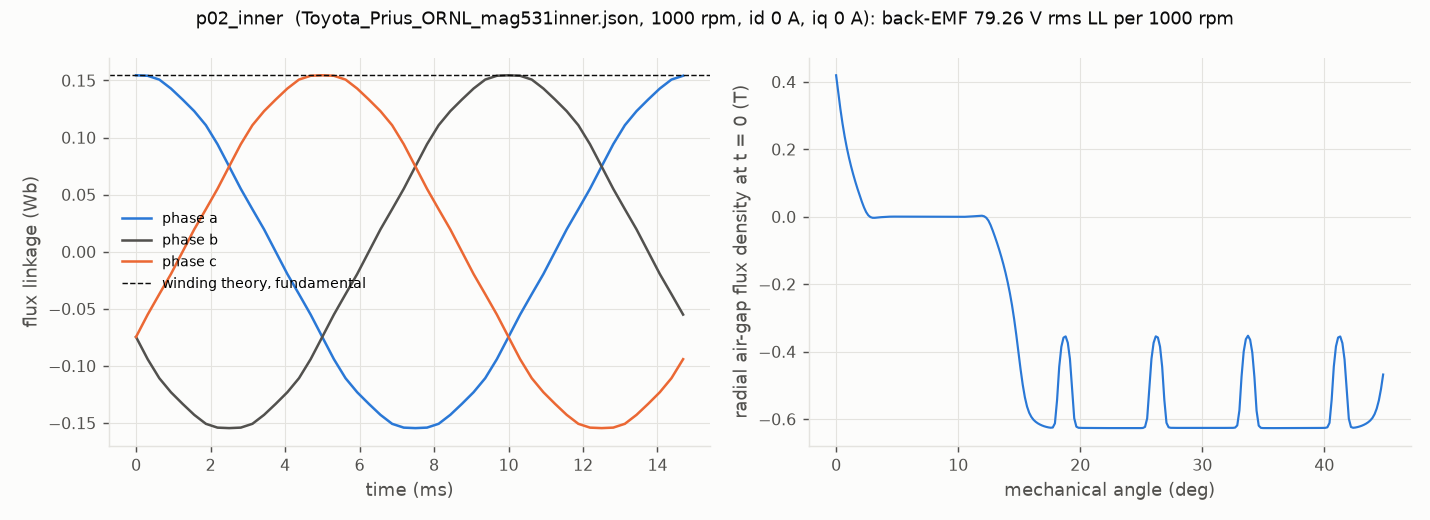 p02_inner  (Toyota_Prius_ORNL_mag531inner.json, 1000 rpm, id 0 A, iq 0 A): back-EMF 79.26 V rms LL per 1000 rpm
flux linkage (Wb)
0.15
0.10
0.05
0.00
−0.05
−0.10
−0.15
phase a
phase b
phase c
winding theory, fundamental
0
2
4
6
8
10
12
14
time (ms)
radial air-gap flux density at t = 0 (T)
0.4
0.2
0.0
−0.2
−0.4
−0.6
0
10
20
30
40
mechanical angle (deg)